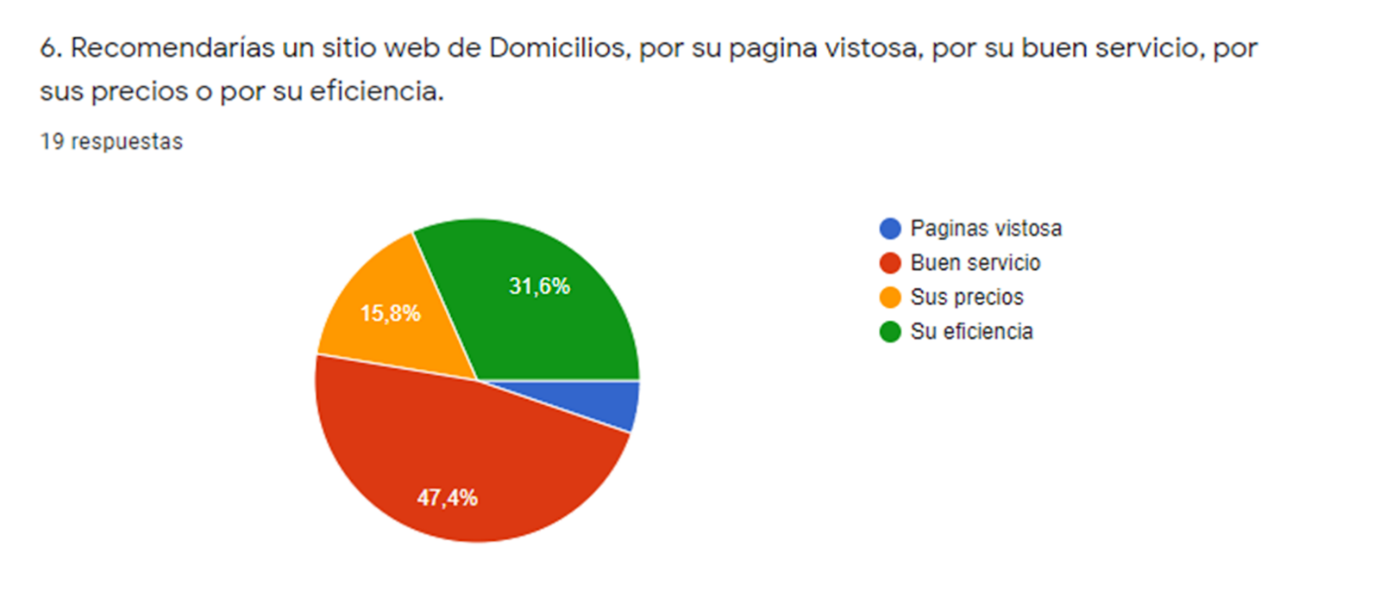 6. Recomendarías un sitio web de Domicilios, por su pagina vistosa, por su buen servicio, por
sus precios o por su eficiencia.
19 respuestas
31,6%
15,8%
47,4%
Paginas vistosa
Buen servicio
Sus precios
Su eficiencia